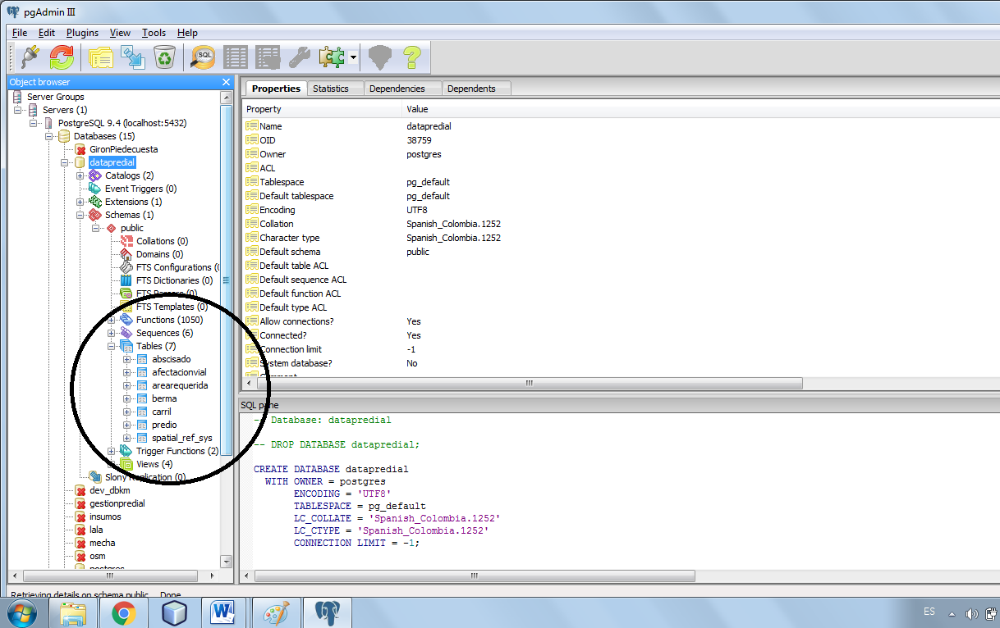 pgAdmin III
File Edit Plugins View Tools Help
SQL
Object browser
Server Groups
Servers (1)
PostgreSQL 9.4 (localhost:5432)
Databases (15)
GironPiedecuesta
datapredial
Catalogs (2)
Event Triggers (0)
Extensions (1)
Schemas (1)
public
Collations (0)
Domains (0)
FTS Configurations (0
FTS Dictionaries (0)
FTS Parsers (0)
FTS Templates (0)
Functions (1050)
Sequences (6)
Tables (7)
abscisado
afectacionvial
arearequerida
berma
carril
predio
spatial_ref_sys
Trigger Functions (2)
Views (4)
Slony Replication (0)
dev_dbkm
gestionpredial
insumos
lala
mecha
osm
postgres
Properties Statistics Dependencies Dependents
Property Value
Name datapredial
OID 38759
Owner postgres
ACL
Tablespace pg_default
Default tablespace pg_default
Encoding UTF8
Collation Spanish_Colombia.1252
Character type Spanish_Colombia.1252
Default schema public
Default table ACL
Default sequence ACL
Default function ACL
Default type ACL
Allow connections? Yes
Connected? Yes
Connection limit -1
System database? No
Comment
SQL pane
-- Database: datapredial
-- DROP DATABASE datapredial;
CREATE DATABASE datapredial
WITH OWNER = postgres
ENCODING = 'UTF8'
TABLESPACE = pg_default
LC_COLLATE = 'Spanish_Colombia.1252'
LC_CTYPE = 'Spanish_Colombia.1252'
CONNECTION LIMIT = -1;
Retrieving details on schema public... Done.
ES